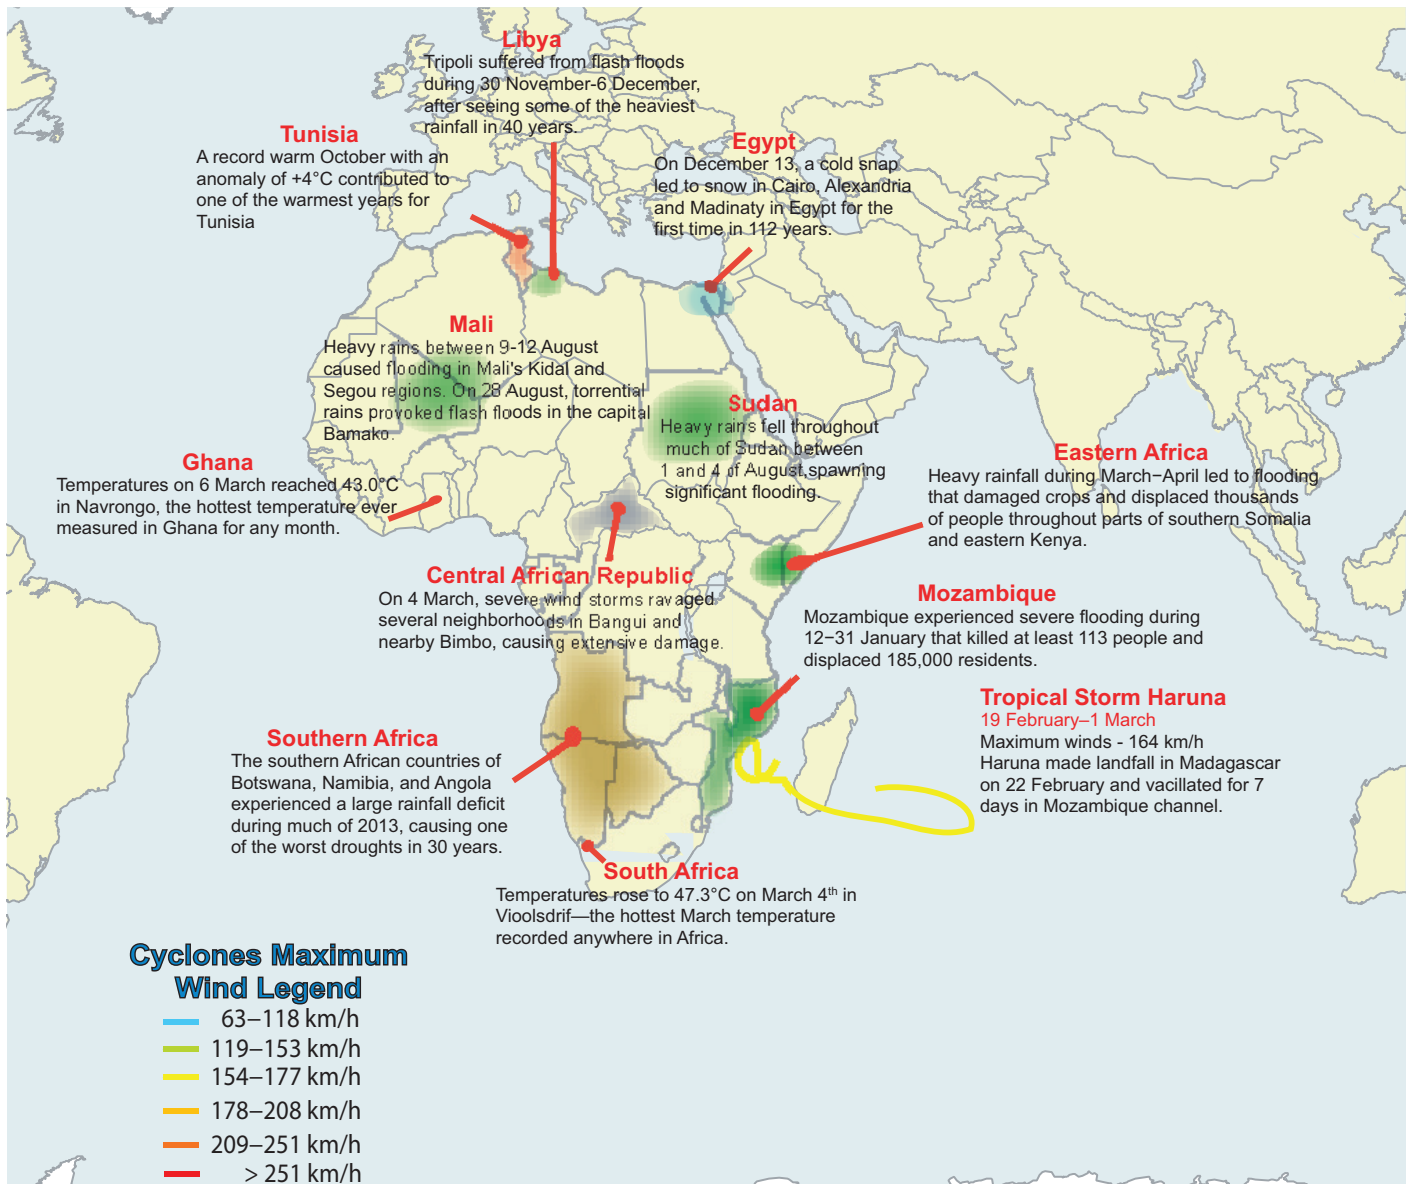 Libya
Tripoli suffered from flash floods
during 30 November-6 December,
after seeing some of the heaviest
rainfall in 40 years.
Tunisia
A record warm October with an
anomaly of +4°C contributed to
one of the warmest years for
Tunisia
Egypt
On December 13, a cold snap
led to snow in Cairo, Alexandria
and Madinaty in Egypt for the
first time in 112 years.
Mali
Heavy rains between 9-12 August
caused flooding in Mali's Kidal and
Segou regions. On 28 August, torrential
rains provoked flash floods in the capital
Bamako.
Sudan
Heavy rains fell throughout
much of Sudan between
1 and 4 of August spawning
significant flooding.
Ghana
Temperatures on 6 March reached 43.0°C
in Navrongo, the hottest temperature ever
measured in Ghana for any month.
Eastern Africa
Heavy rainfall during March–April led to flooding
that damaged crops and displaced thousands
of people throughout parts of southern Somalia
and eastern Kenya.
Central African Republic
On 4 March, severe wind storms ravaged
several neighborhoods in Bangui and
nearby Bimbo, causing extensive damage.
Mozambique
Mozambique experienced severe flooding during
12–31 January that killed at least 113 people and
displaced 185,000 residents.
Tropical Storm Haruna
19 February–1 March
Maximum winds - 164 km/h
Haruna made landfall in Madagascar
on 22 February and vacillated for 7
days in Mozambique channel.
Southern Africa
The southern African countries of
Botswana, Namibia, and Angola
experienced a large rainfall deficit
during much of 2013, causing one
of the worst droughts in 30 years.
South Africa
Temperatures rose to 47.3°C on March 4th in
Vioolsdrif—the hottest March temperature
recorded anywhere in Africa.
Cyclones Maximum
Wind Legend
63–118 km/h
119–153 km/h
154–177 km/h
178–208 km/h
209–251 km/h
> 251 km/h